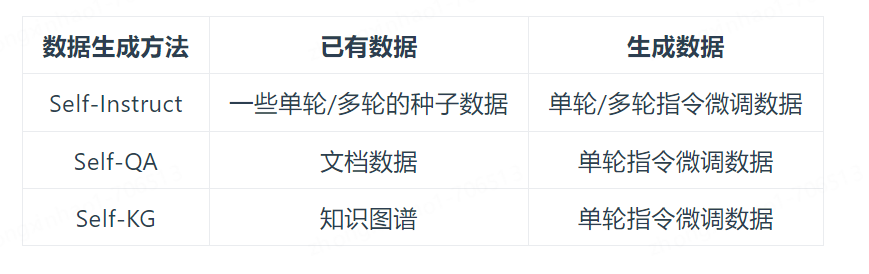 数据生成方法 已有数据 生成数据
Self-Instruct 一些单轮/多轮的种子数据 单轮/多轮指令微调数据
Self-QA 文档数据 单轮指令微调数据
Self-KG 知识图谱 单轮指令微调数据